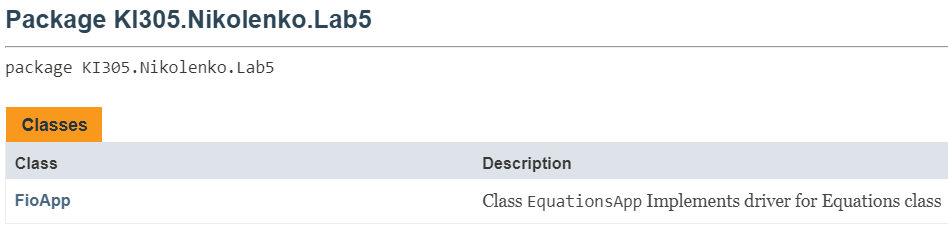 Package KI305.Nikolenko.Lab5
package KI305.Nikolenko.Lab5
Classes
Class Description
FioApp Class EquationsApp Implements driver for Equations class